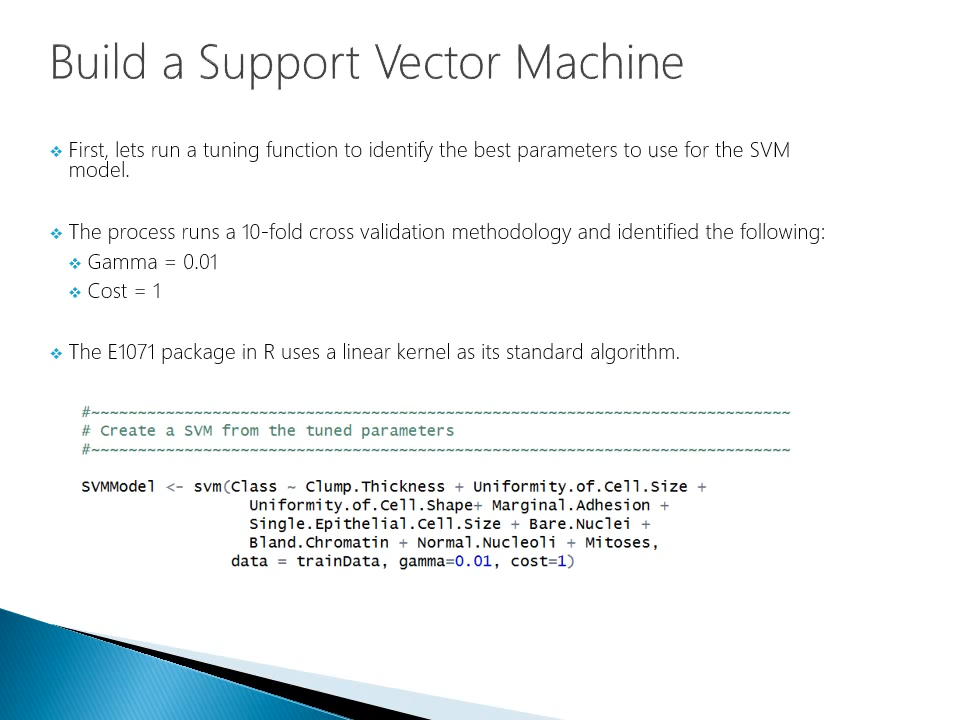 Build a Support Vector Machine
First, lets run a tuning function to identify the best parameters to use for the SVM
model.
The process runs a 10-fold cross validation methodology and identified the following:
Gamma = 0.01
Cost = 1
The E1071 package in R uses a linear kernel as its standard algorithm.
#~~~~~~~~~~~~~~~~~~~~~~~~~~~~~~~~~~~~~~~~~~~~~~~~~~~~~~~~~~~~~~~~~~~~~~~~~~~
# Create a SVM from the tuned parameters
#~~~~~~~~~~~~~~~~~~~~~~~~~~~~~~~~~~~~~~~~~~~~~~~~~~~~~~~~~~~~~~~~~~~~~~~~~~~
SVMModel <- svm(Class ~ Clump.Thickness + Uniformity.of.Cell.Size +
Uniformity.of.Cell.Shape+ Marginal.Adhesion +
Single.Epithelial.Cell.Size + Bare.Nuclei +
Bland.Chromatin + Normal.Nucleoli + Mitoses,
data = trainData, gamma=0.01, cost=1)